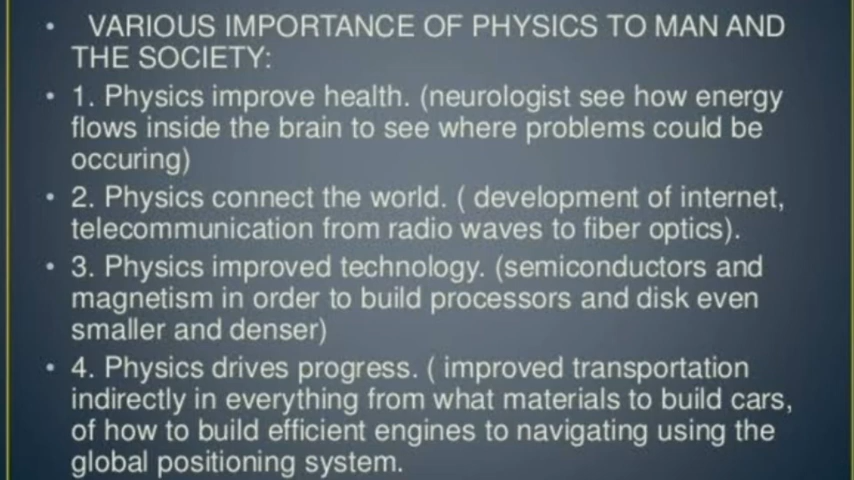 • VARIOUS IMPORTANCE OF PHYSICS TO MAN AND
THE SOCIETY:
• 1. Physics improve health. (neurologist see how energy
flows inside the brain to see where problems could be
occuring)
• 2. Physics connect the world. ( development of internet,
telecommunication from radio waves to fiber optics).
• 3. Physics improved technology. (semiconductors and
magnetism in order to build processors and disk even
smaller and denser)
• 4. Physics drives progress. ( improved transportation
indirectly in everything from what materials to build cars,
of how to build efficient engines to navigating using the
global positioning system.